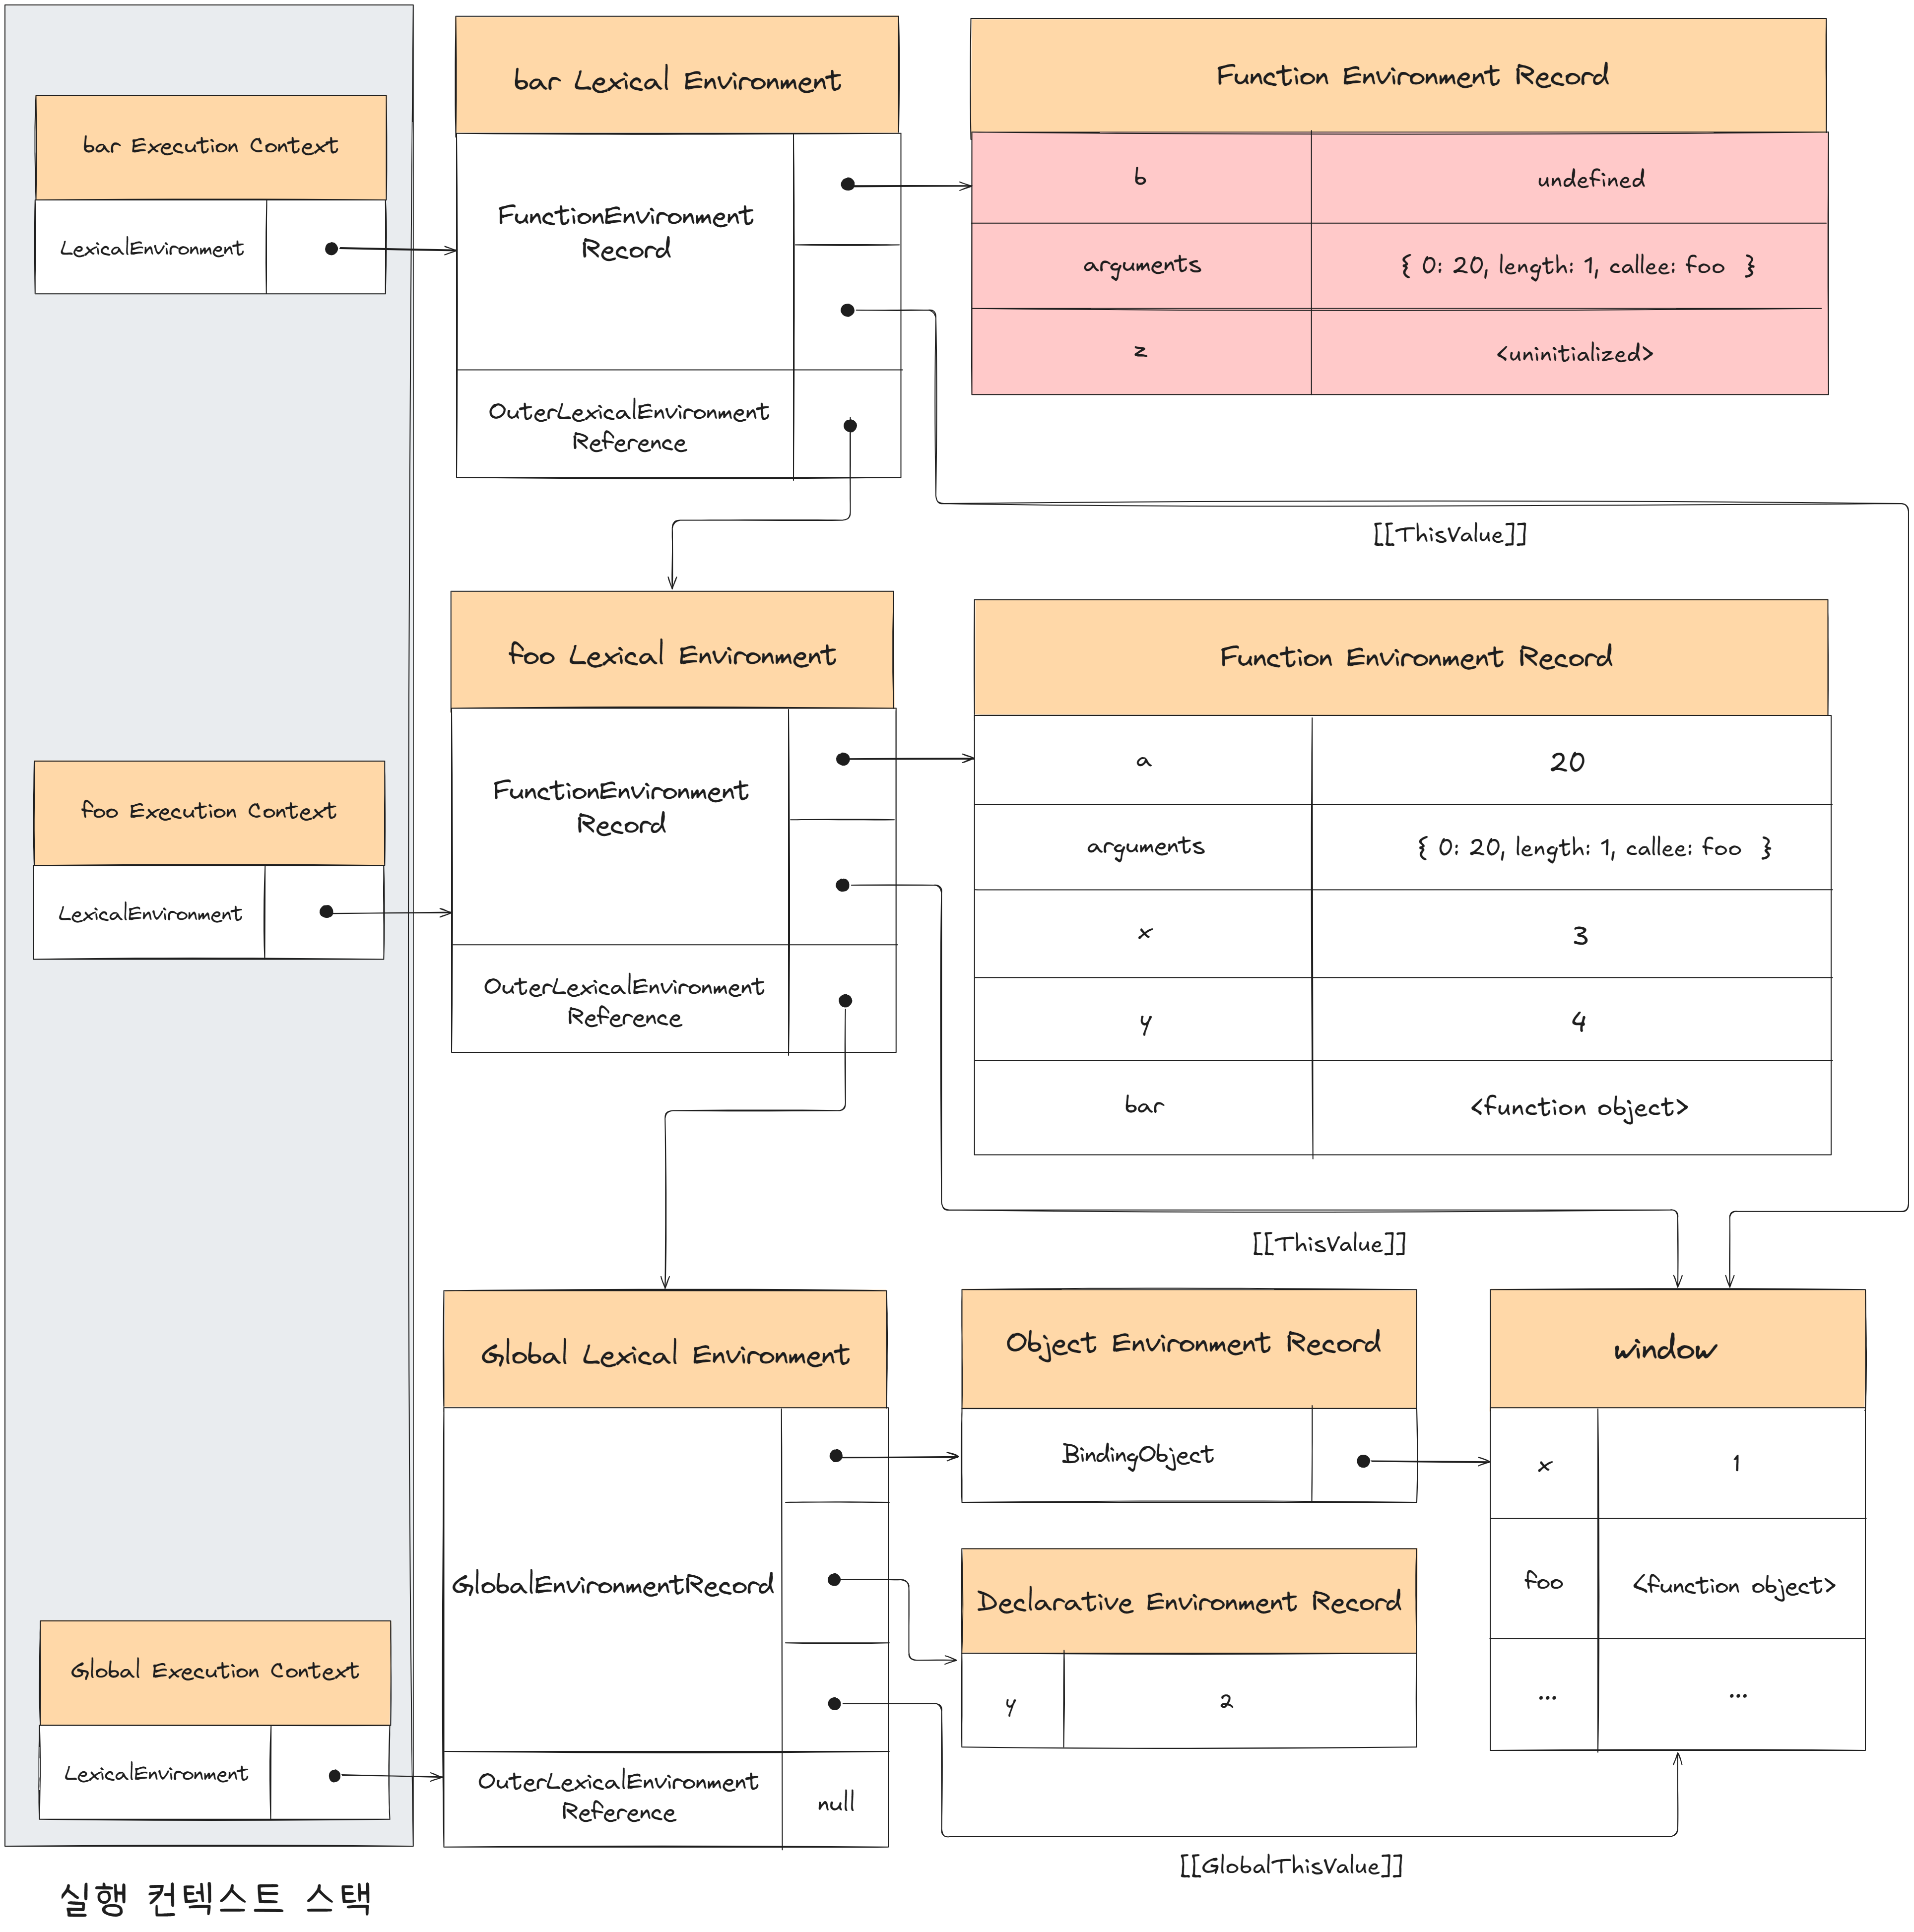 bar Execution Context
LexicalEnvironment
bar Lexical Environment
FunctionEnvironment
Record
OuterLexicalEnvironment
Reference
Function Environment Record
b
undefined
arguments
{ 0: 20, length: 1, callee: foo }
z
<uninitialized>
[[ThisValue]]
foo Execution Context
LexicalEnvironment
foo Lexical Environment
FunctionEnvironment
Record
OuterLexicalEnvironment
Reference
Function Environment Record
a
20
arguments
{ 0: 20, length: 1, callee: foo }
x
3
y
4
bar
<function object>
[[ThisValue]]
Global Execution Context
LexicalEnvironment
Global Lexical Environment
GlobalEnvironmentRecord
OuterLexicalEnvironment
Reference
null
Object Environment Record
BindingObject
Declarative Environment Record
y
2
window
x
1
foo
<function object>
...
...
[[GlobalThisValue]]
실행 컨텍스트 스택